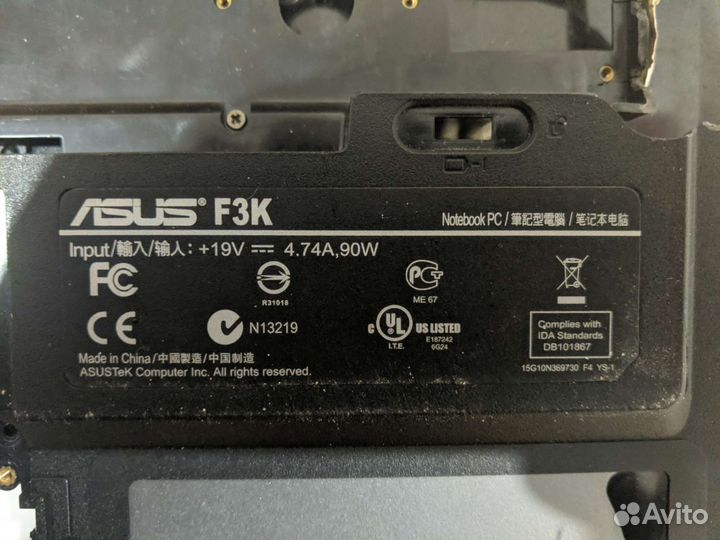 ASUS® F3K
Notebook PC / 筆記型電腦 / 笔记本电脑
Input/輸入/输入: +19V ⎓ 4.74A,90W
FC
R31018
PCT
ME 67
CE
N13219
c UL US LISTED
I.T.E.
E187242
6G24
Complies with
IDA Standards
DB101867
Made in China/中國製造/中国制造
ASUSTeK Computer Inc. All rights reserved.
15G10N369730 F4 YS-1
Avito